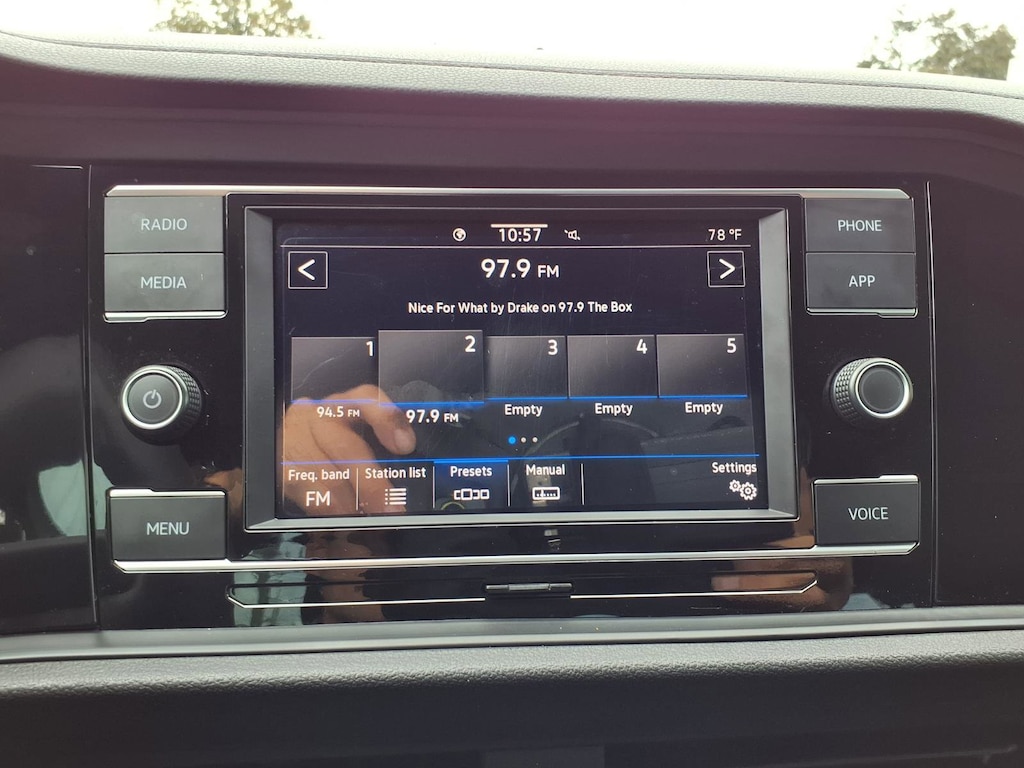 RADIO
MEDIA
MENU
10:57
78 °F
97.9 FM
Nice For What by Drake on 97.9 The Box
1
2
3
4
5
94.5 FM
97.9 FM
Empty
Empty
Empty
Freq. band
FM
Station list
Presets
Manual
Settings
PHONE
APP
VOICE